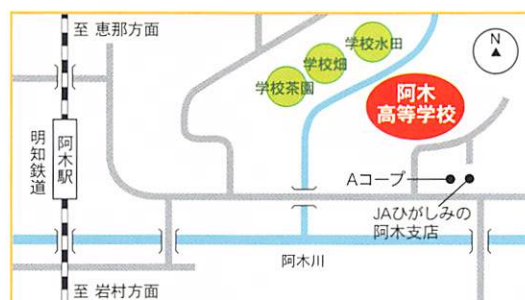 至 恵那方面
学校水田
学校畑
学校茶園
N
阿木
高等学校
明知鉄道
阿木駅
Aコープ
JAひがしみの
阿木支店
阿木川
至 岩村方面